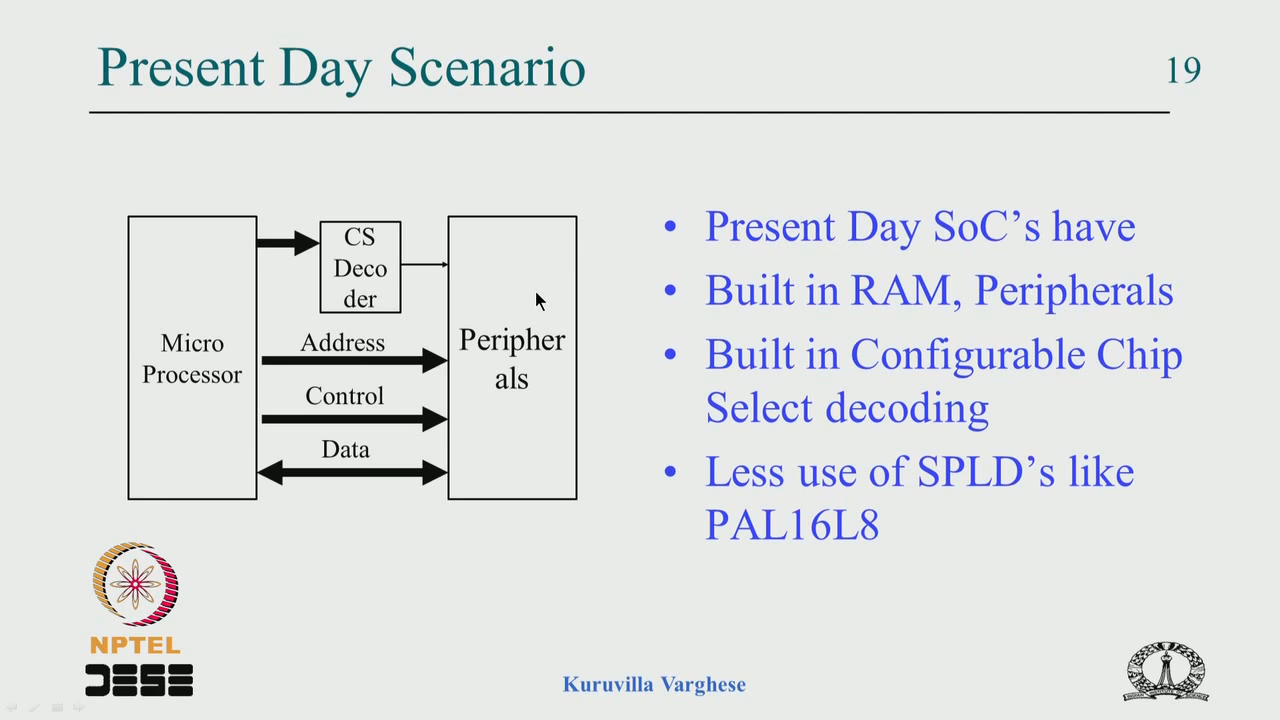 Present Day Scenario
19
CS
Deco
der
Micro
Processor
Address
Control
Data
Peripher
als
• Present Day SoC's have
• Built in RAM, Peripherals
• Built in Configurable Chip
Select decoding
• Less use of SPLD's like
PAL16L8
NPTEL
DESE
Kuruvilla Varghese